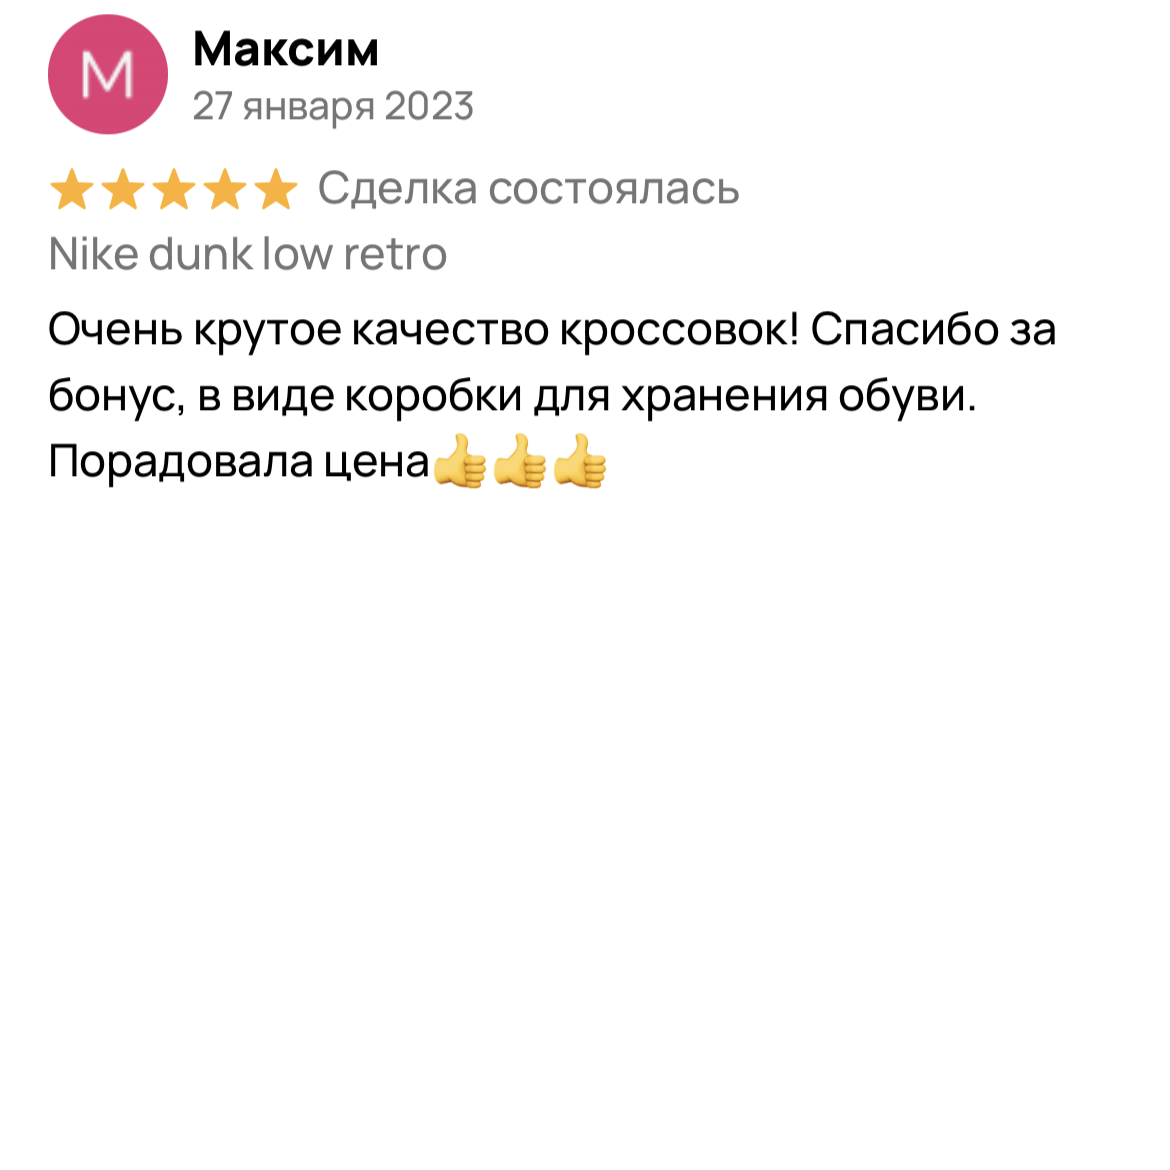 М
Максим
27 января 2023
Сделка состоялась
Nike dunk low retro
Очень крутое качество кроссовок! Спасибо за
бонус, в виде коробки для хранения обуви.
Порадовала цена👍👍👍